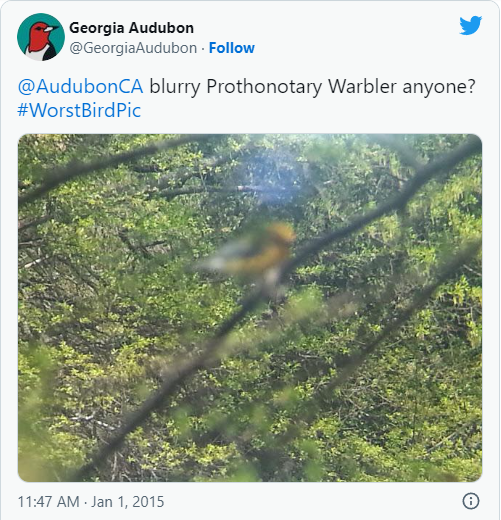 Georgia Audubon
@GeorgiaAudubon · Follow
@AudubonCA blurry Prothonotary Warbler anyone?
#WorstBirdPic
11:47 AM · Jan 1, 2015